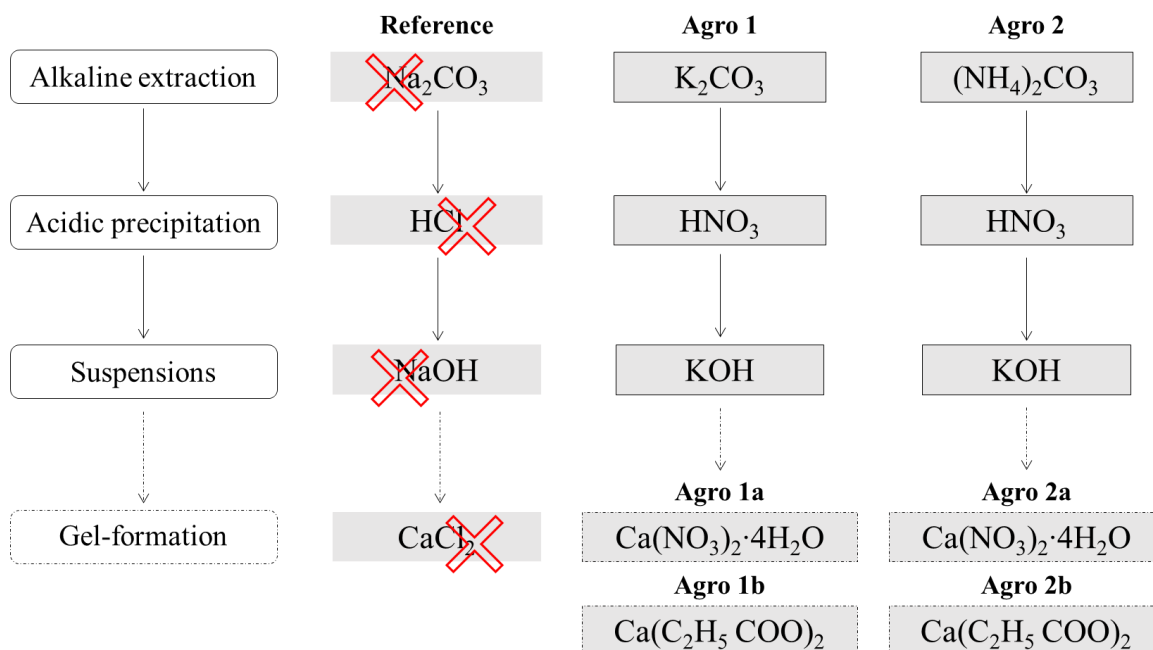 Reference
Agro 1
Agro 2
Alkaline extraction
Na₂CO₃
K₂CO₃
(NH₄)₂CO₃
Acidic precipitation
HCl
HNO₃
HNO₃
Suspensions
NaOH
KOH
KOH
Agro 1a
Agro 2a
Gel-formation
CaCl₂
Ca(NO₃)₂·4H₂O
Ca(NO₃)₂·4H₂O
Agro 1b
Agro 2b
Ca(C₂H₅ COO)₂
Ca(C₂H₅ COO)₂